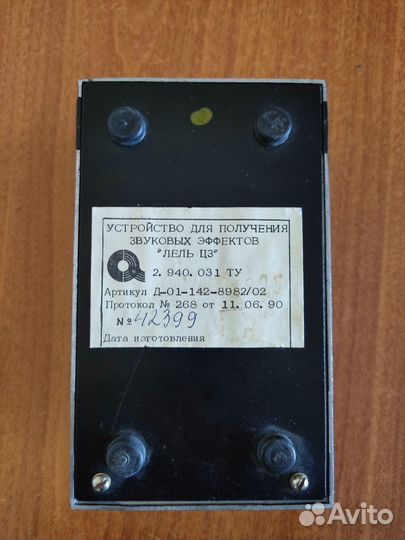 УСТРОЙСТВО ДЛЯ ПОЛУЧЕНИЯ
ЗВУКОВЫХ ЭФФЕКТОВ
"ЛЕЛЬ ЦЗ"
2. 940. 031 ТУ
Артикул Д-01-142-8982/02
Протокол № 268 от 11. 06. 90
№ 42399
Дата изготовления
Avito